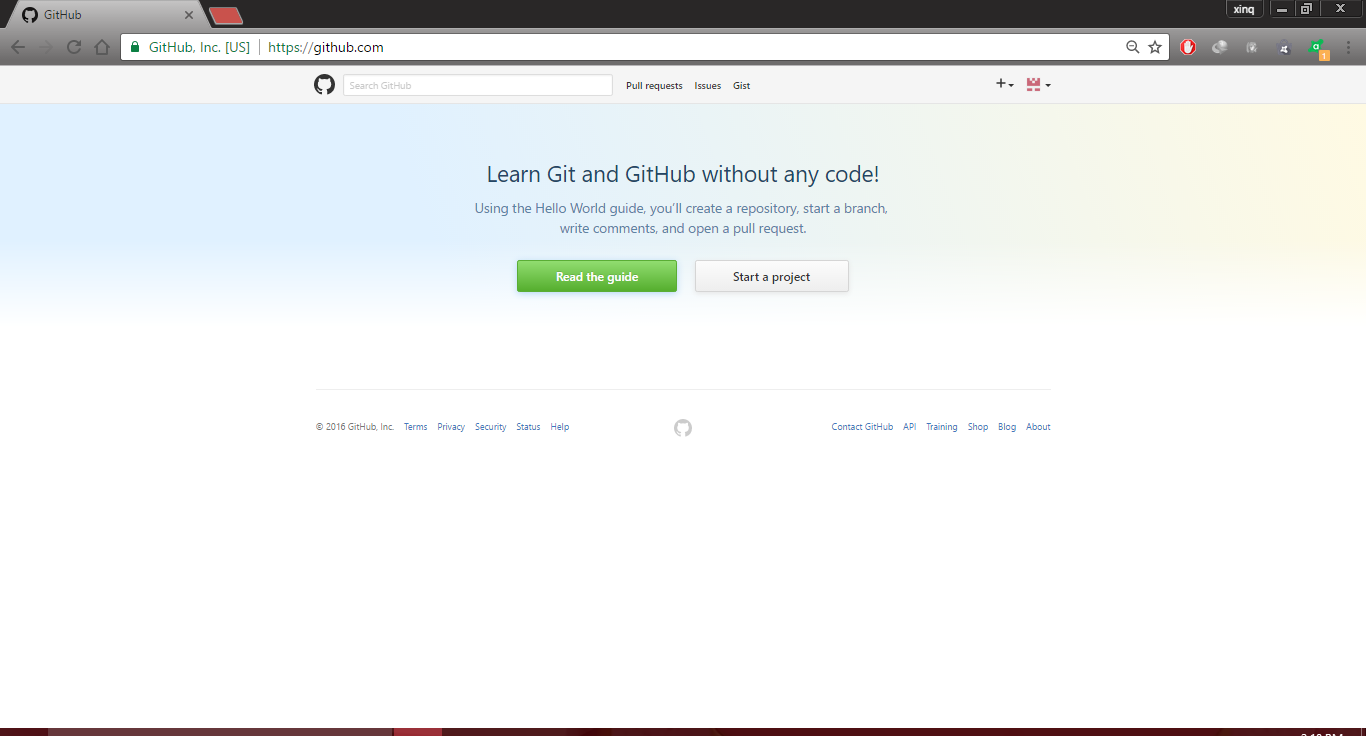 GitHub
xinq
GitHub, Inc. [US] https://github.com
1
Search GitHub Pull requests Issues Gist
Learn Git and GitHub without any code!
Using the Hello World guide, you’ll create a repository, start a branch,
write comments, and open a pull request.
Read the guide Start a project
© 2016 GitHub, Inc. Terms Privacy Security Status Help Contact GitHub API Training Shop Blog About